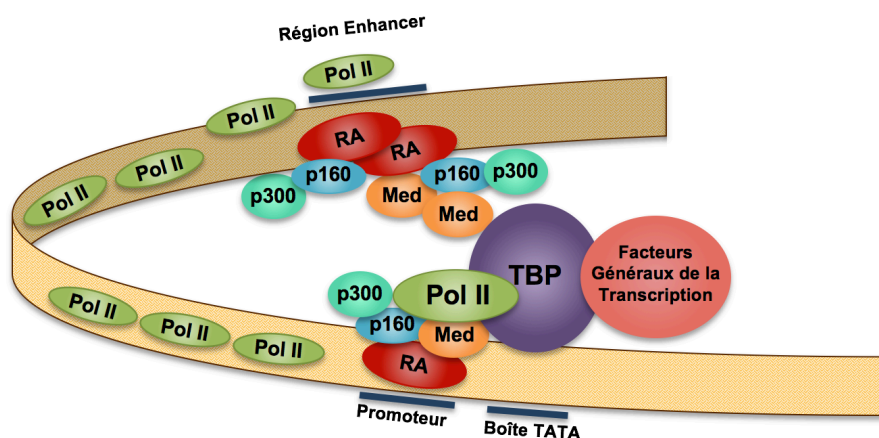 Région Enhancer
Pol II
Pol II
Pol II
Pol II
RA
RA
p160
p160
p300
p300
Med
Med
TBP
Facteurs
Généraux de la
Transcription
p300
Pol II
p160
Med
RA
Pol II
Pol II
Pol II
Promoteur
Boîte TATA